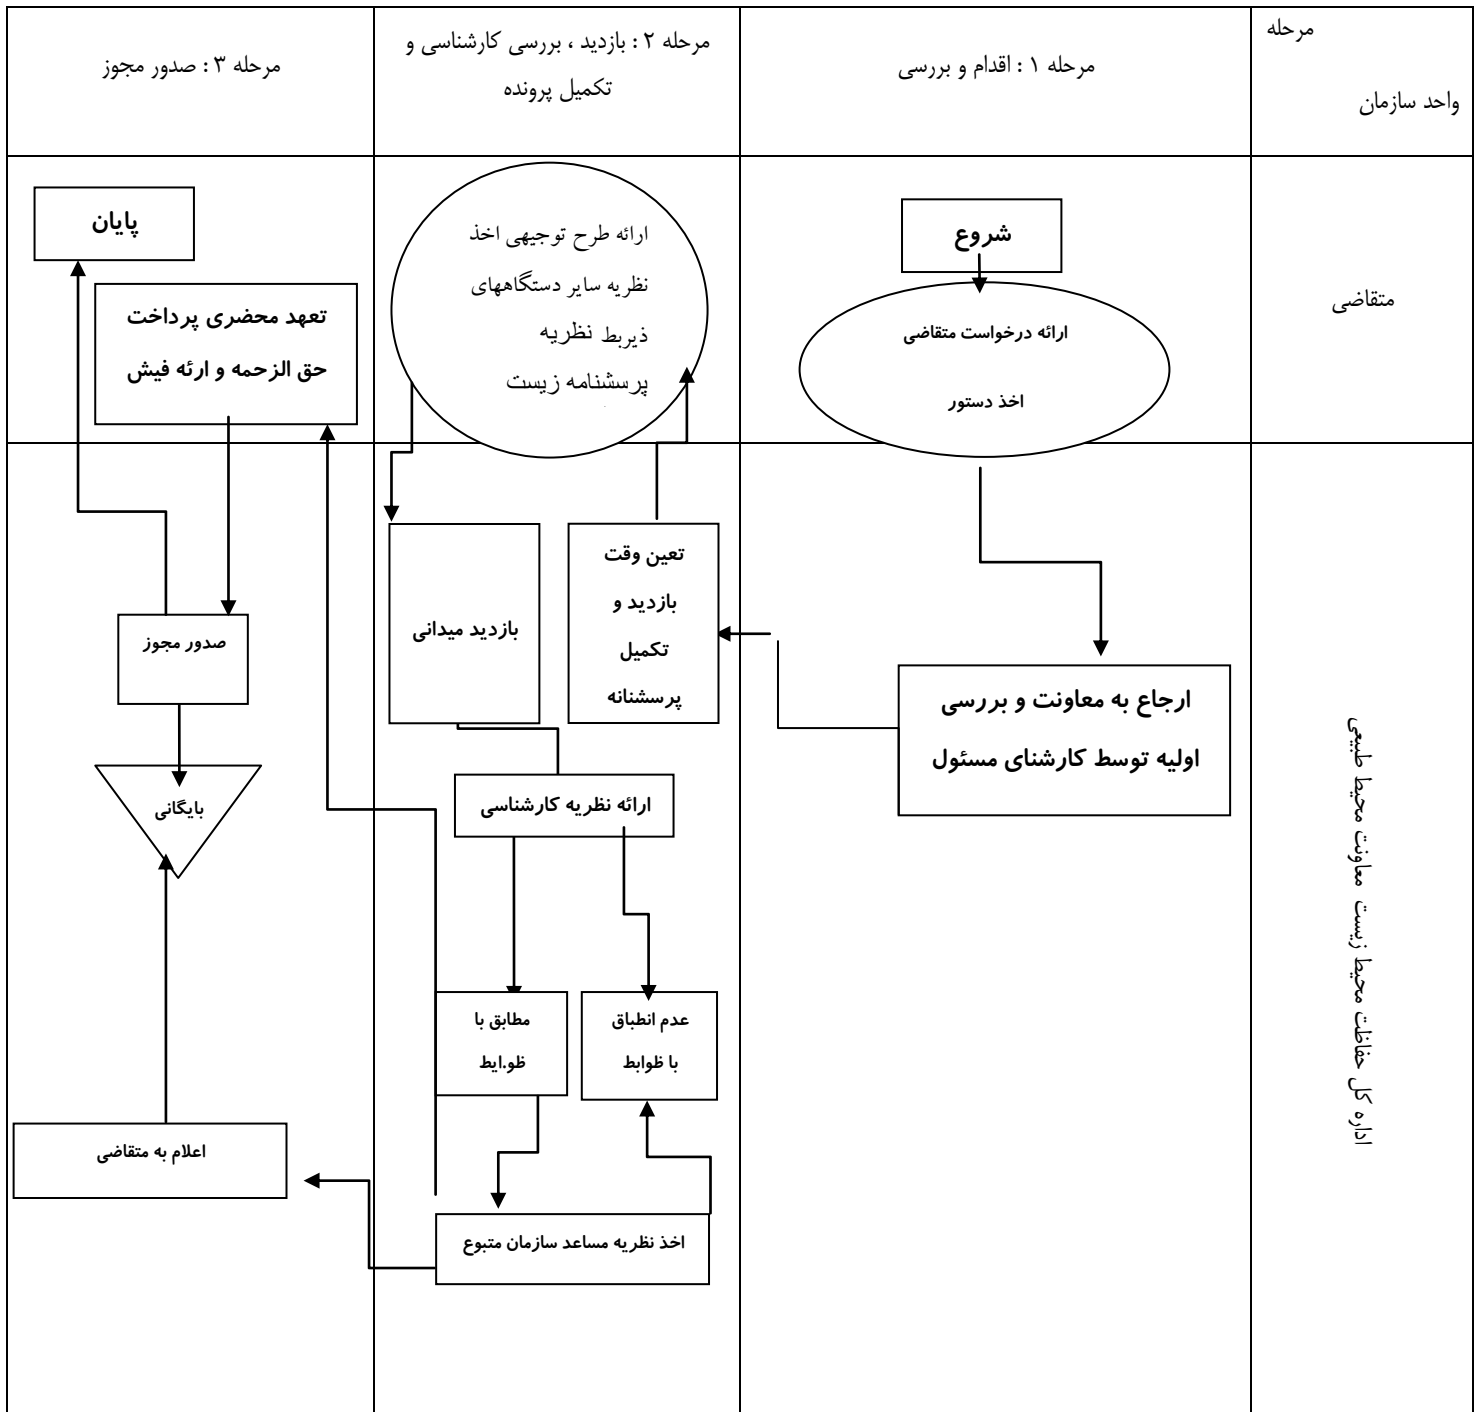 مرحله
واحد سازمان
مرحله ۱ : اقدام و بررسی
مرحله ۲ : بازدید ، بررسی کارشناسی و
تکمیل پرونده
مرحله ۳ : صدور مجوز
متقاضی
شروع
ارائه درخواست متقاضی
اخذ دستور
ارائه طرح توجیهی اخذ
نظریه سایر دستگاههای
ذیربط نظریه
پرسشنامه زیست
پایان
تعهد محضری پرداخت
حق الزحمه و ارئه فیش
اداره کل حفاظت محیط زیست معاونت محیط طبیعی
ارجاع به معاونت و بررسی
اولیه توسط کارشنای مسئول
تعین وقت
بازدید و
تکمیل
پرسشنانه
بازدید میدانی
ارائه نظریه کارشناسی
عدم انطباق
با ظوابط
مطابق با
ظو.ایط
اخذ نظریه مساعد سازمان متبوع
صدور مجوز
بایگانی
اعلام به متقاضی